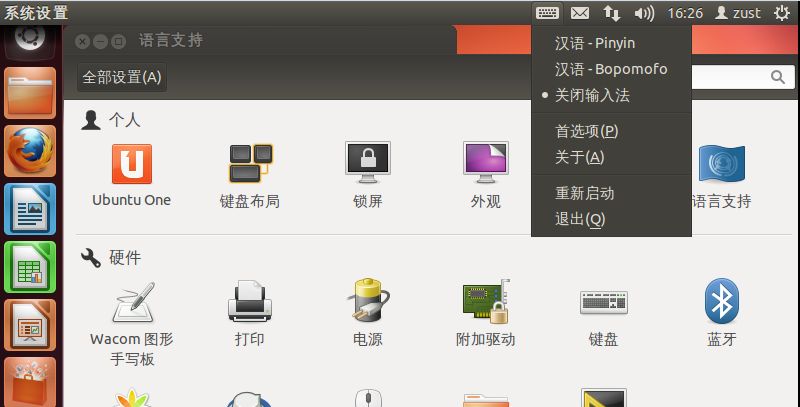 系统设置
16:26
zust
语言支持
全部设置(A)
汉语 - Pinyin
汉语 - Bopomofo
关闭输入法
首选项(P)
关于(A)
重新启动
退出(Q)
个人
Ubuntu One
键盘布局
锁屏
外观
语言支持
硬件
Wacom 图形
手写板
打印
电源
附加驱动
键盘
蓝牙